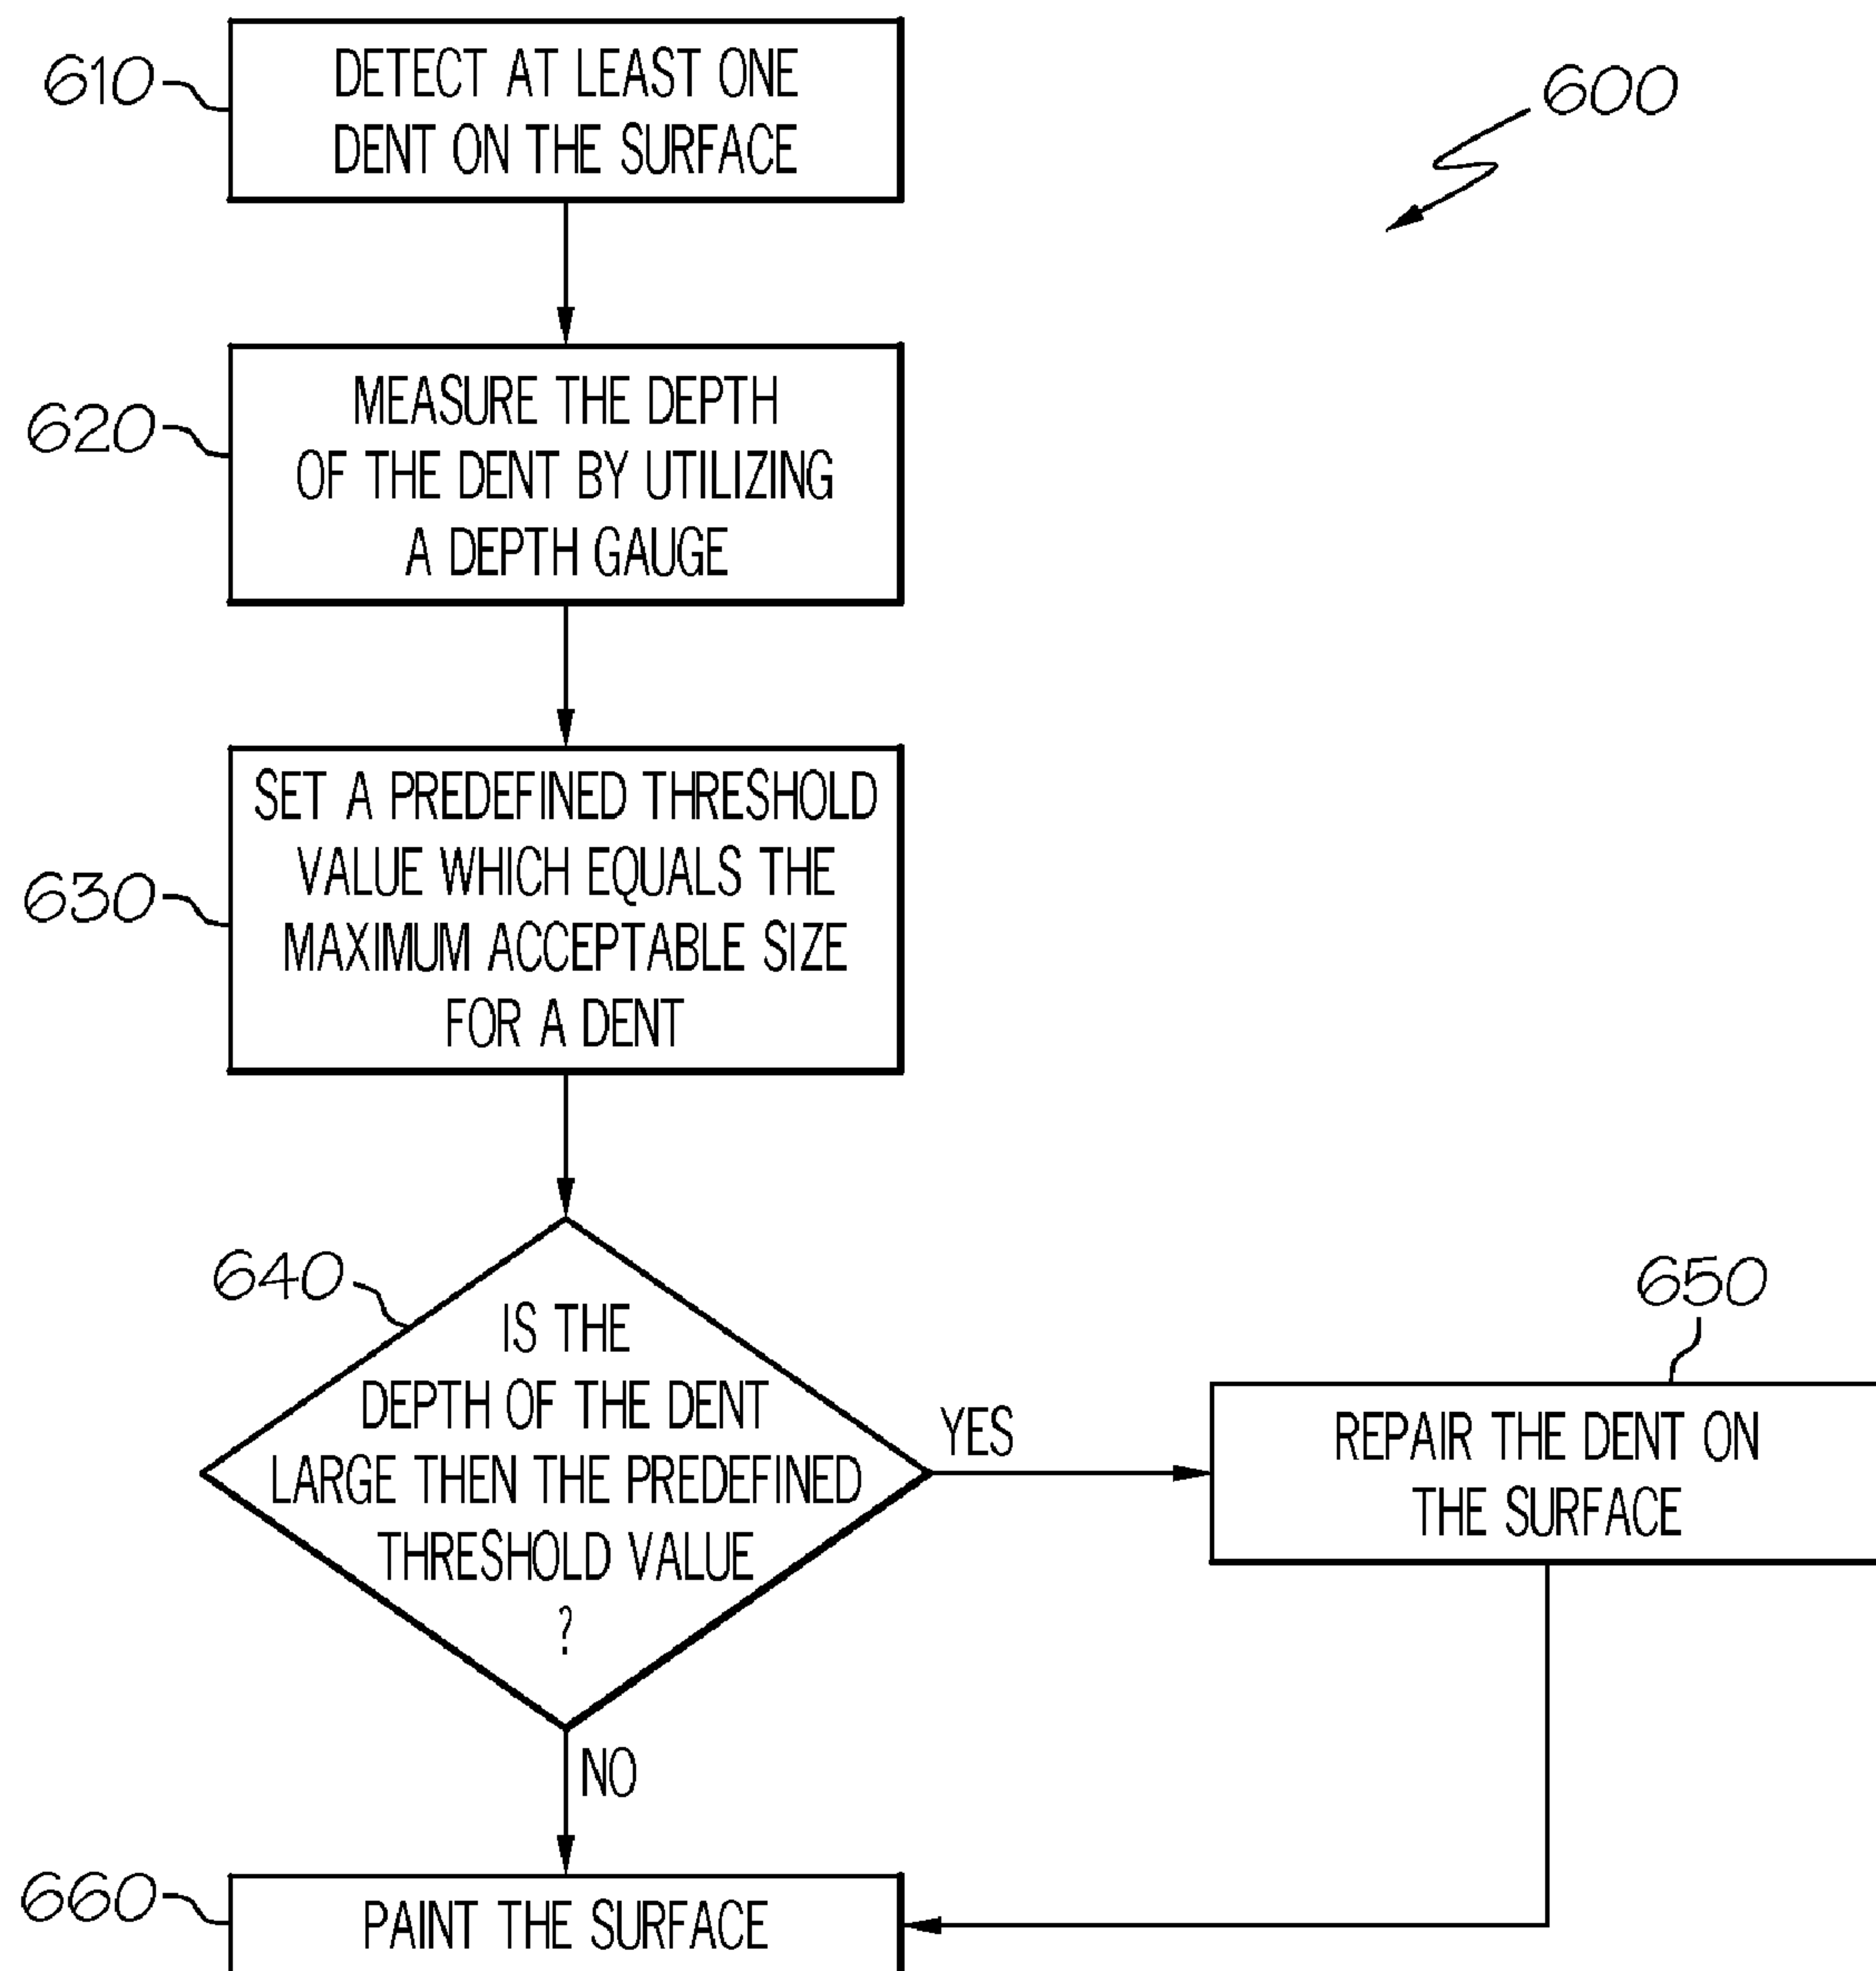 610
DETECT AT LEAST ONE
DENT ON THE SURFACE
600
620
MEASURE THE DEPTH
OF THE DENT BY UTILIZING
A DEPTH GAUGE
630
SET A PREDEFINED THRESHOLD
VALUE WHICH EQUALS THE
MAXIMUM ACCEPTABLE SIZE
FOR A DENT
640
IS THE
DEPTH OF THE DENT
LARGE THEN THE PREDEFINED
THRESHOLD VALUE
?
YES
650
REPAIR THE DENT ON
THE SURFACE
NO
660
PAINT THE SURFACE